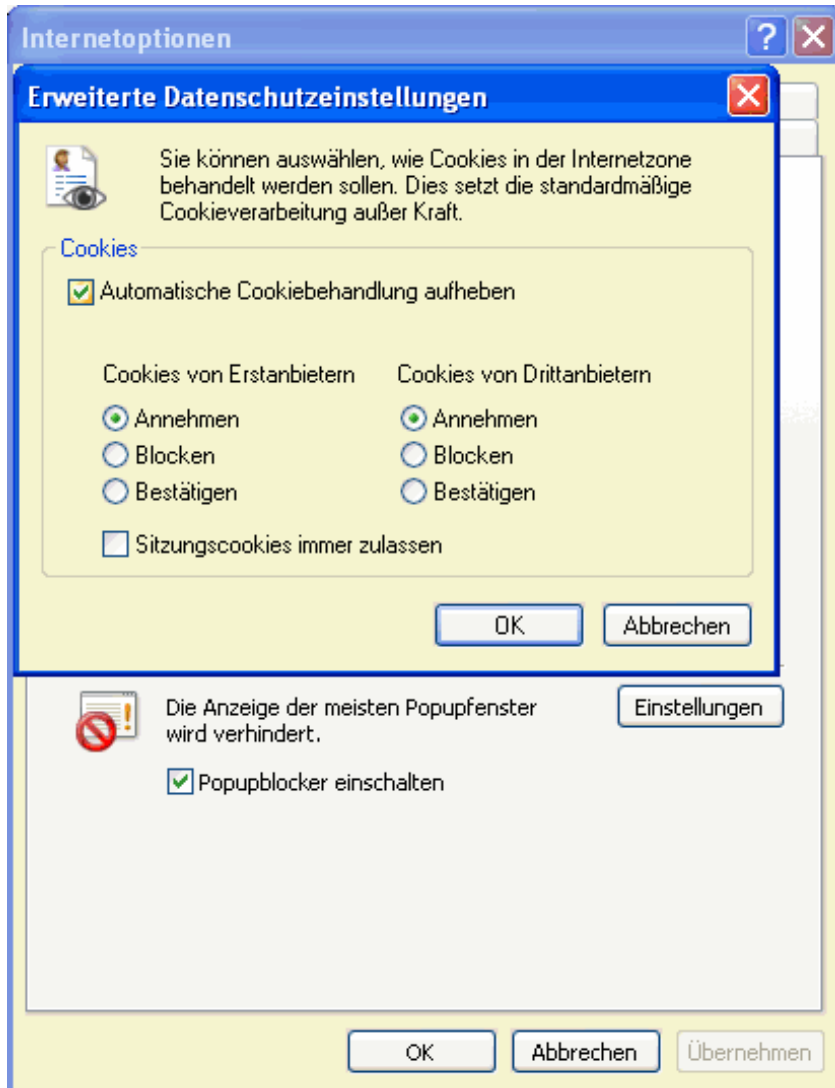 Internetoptionen
Erweiterte Datenschutzeinstellungen
Sie können auswählen, wie Cookies in der Internetzone
behandelt werden sollen. Dies setzt die standardmäßige
Cookieverarbeitung außer Kraft.
Cookies
Automatische Cookiebehandlung aufheben
Cookies von Erstanbietern
Annehmen
Blocken
Bestätigen
Cookies von Drittanbietern
Annehmen
Blocken
Bestätigen
Sitzungscookies immer zulassen
OK
Abbrechen
Die Anzeige der meisten Popupfenster
wird verhindert.
Einstellungen
Popupblocker einschalten
OK
Abbrechen
Übernehmen